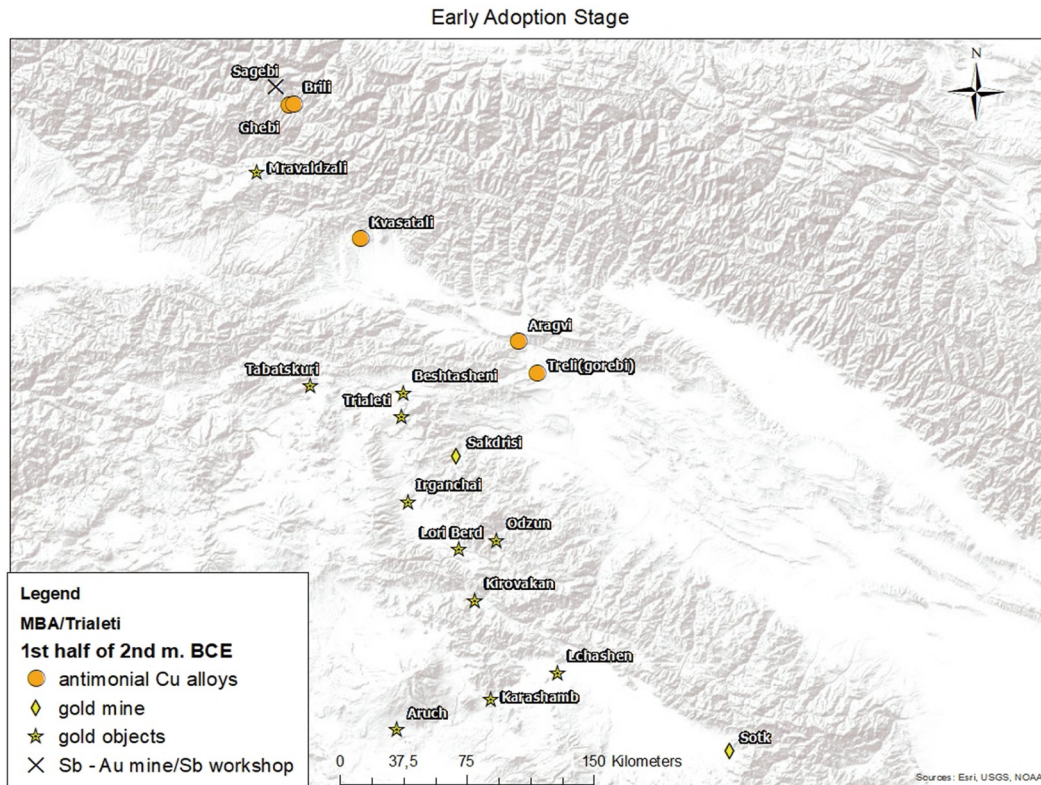 Early Adoption Stage
N
Sagebi
Brili
Ghebi
Mravaldzali
Kvasatali
Aragvi
Treli(gorebi)
Tabatskuri
Beshtasheni
Trialeti
Sakdrisi
Irganchai
Odzun
Lori Berd
Kirovakan
Lchashen
Karashamb
Aruch
Sotk
Legend
MBA/Trialeti
1st half of 2nd m. BCE
antimonial Cu alloys
gold mine
gold objects
Sb - Au mine/Sb workshop
0 37,5 75 150 Kilometers
Sources: Esri, USGS, NOAA